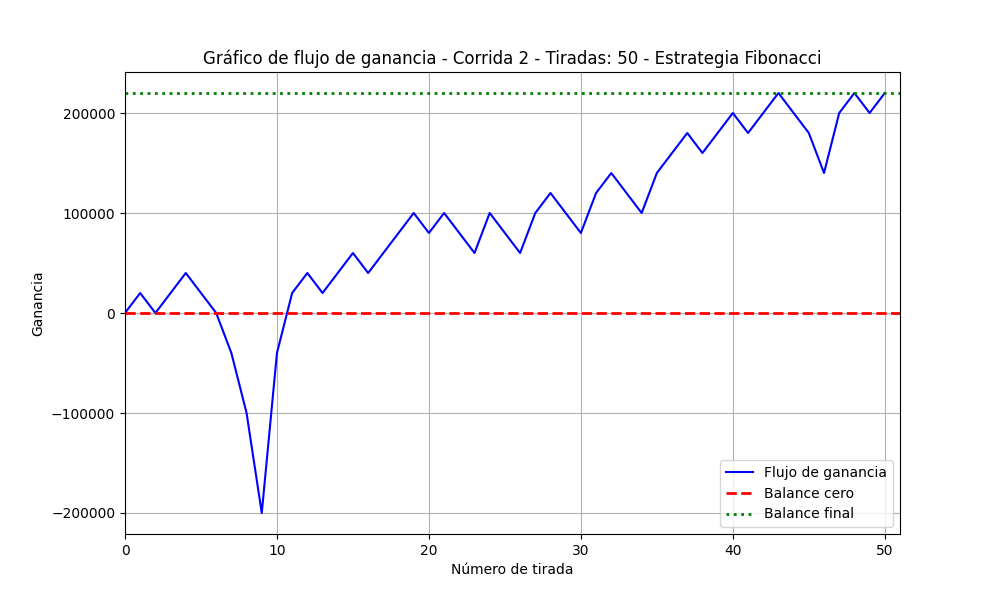 Gráfico de flujo de ganancia - Corrida 2 - Tiradas: 50 - Estrategia Fibonacci
Ganancia
200000
100000
0
−100000
−200000
Flujo de ganancia
Balance cero
Balance final
0 10 20 30 40 50
Número de tirada